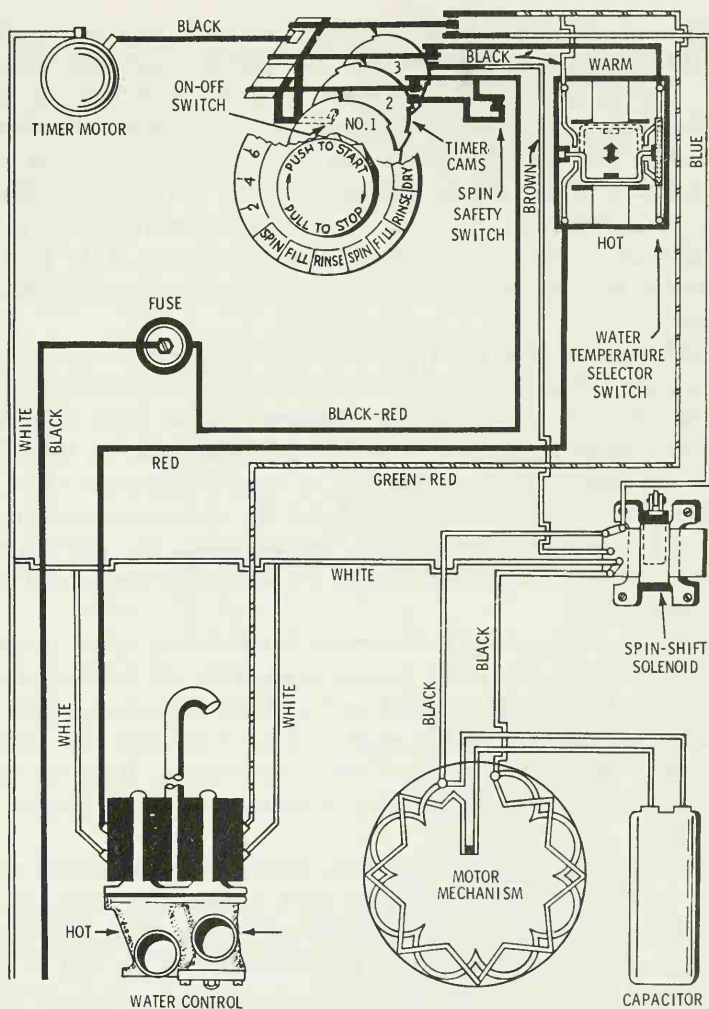 BLACK
TIMER MOTOR
ON-OFF
SWITCH
3
2
NO.1
TIMER
CAMS
SPIN
SAFETY
SWITCH
BLACK
WARM
HOT
BROWN
BLUE
PUSH TO START
PULL TO STOP
6
4
2
SPIN
FILL
RINSE
SPIN
FILL
RINSE
DRY
WATER
TEMPERATURE
SELECTOR
SWITCH
FUSE
WHITE
BLACK
BLACK-RED
RED
GREEN-RED
WHITE
SPIN-SHIFT
SOLENOID
WHITE
WHITE
BLACK
BLACK
MOTOR
MECHANISM
HOT
WATER CONTROL
CAPACITOR